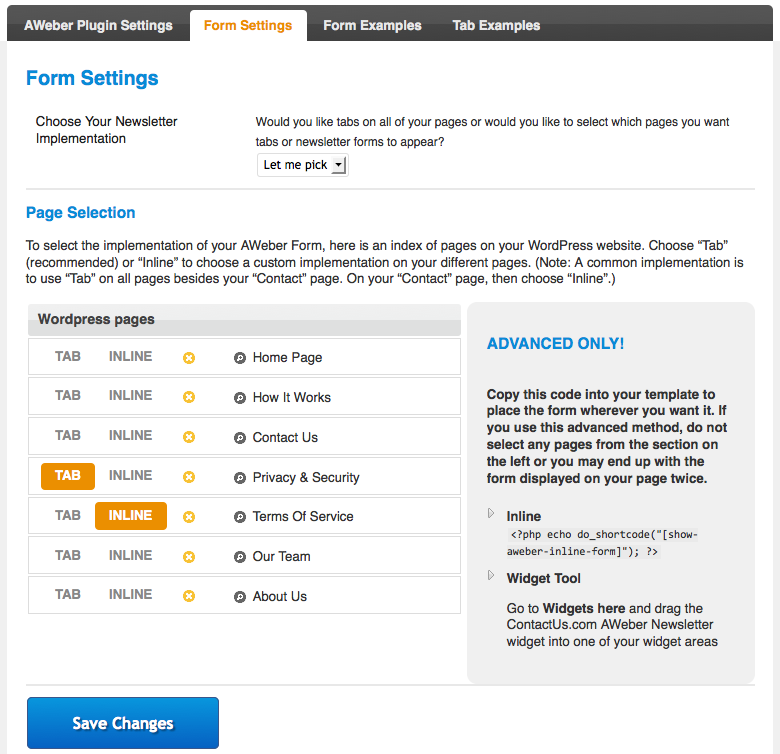 AWeber Plugin Settings Form Settings Form Examples Tab Examples
Form Settings
Choose Your Newsletter
Implementation
Would you like tabs on all of your pages or would you like to select which pages you want
tabs or newsletter forms to appear?
Let me pick
Page Selection
To select the implementation of your AWeber Form, here is an index of pages on your WordPress website. Choose “Tab”
(recommended) or “Inline” to choose a custom implementation on your different pages. (Note: A common implementation is
to use “Tab” on all pages besides your “Contact” page. On your “Contact” page, then choose “Inline”.)
Wordpress pages
TAB INLINE Home Page
TAB INLINE How It Works
TAB INLINE Contact Us
TAB INLINE Privacy & Security
TAB INLINE Terms Of Service
TAB INLINE Our Team
TAB INLINE About Us
ADVANCED ONLY!
Copy this code into your template to
place the form wherever you want it. If
you use this advanced method, do not
select any pages from the section on
the left or you may end up with the
form displayed on your page twice.
Inline
<?php echo do_shortcode("[show-
aweber-inline-form]"); ?>
Widget Tool
Go to Widgets here and drag the
ContactUs.com AWeber Newsletter
widget into one of your widget areas
Save Changes